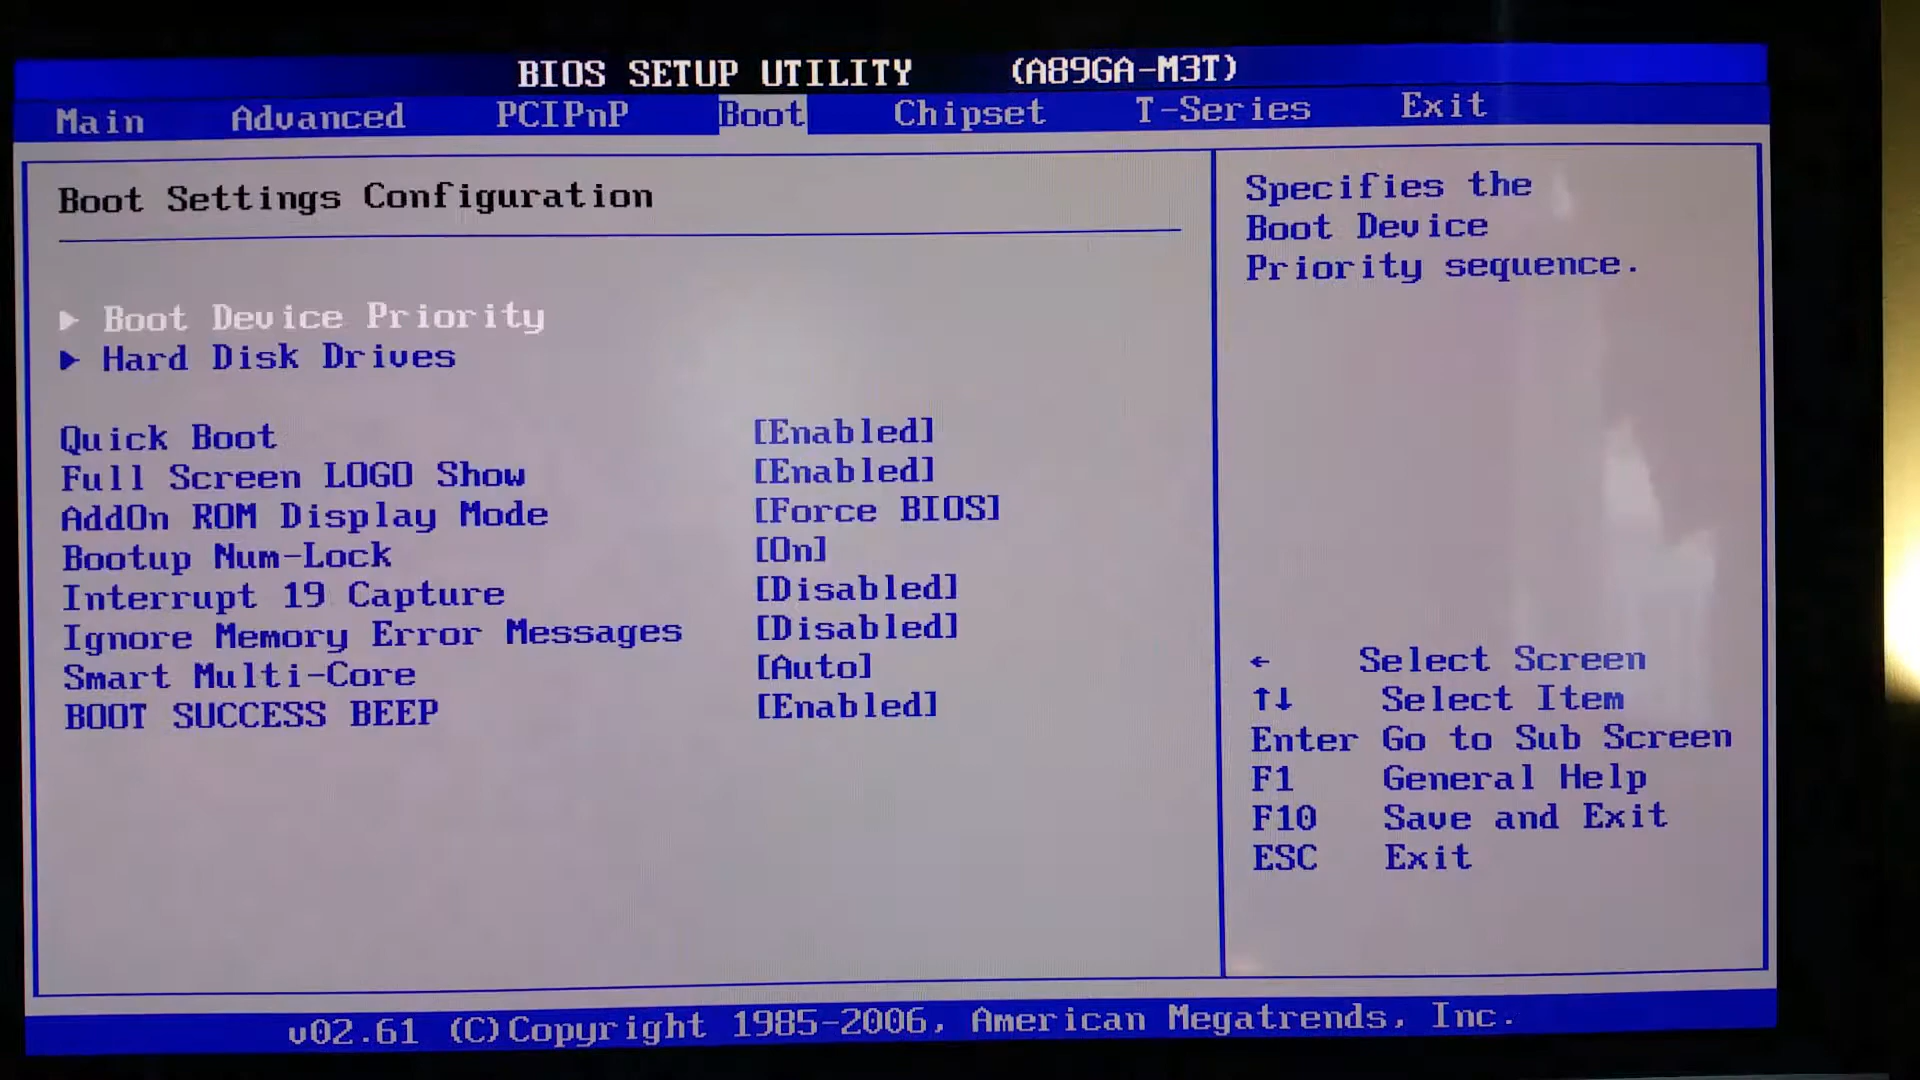 BIOS SETUP UTILITY (A89GA-M3T)
Main Advanced PCIPnP Boot Chipset T-Series Exit
Boot Settings Configuration
▶ Boot Device Priority
▶ Hard Disk Drives
Quick Boot [Enabled]
Full Screen LOGO Show [Enabled]
AddOn ROM Display Mode [Force BIOS]
Bootup Num-Lock [On]
Interrupt 19 Capture [Disabled]
Ignore Memory Error Messages [Disabled]
Smart Multi-Core [Auto]
BOOT SUCCESS BEEP [Enabled]
Specifies the
Boot Device
Priority sequence.
← Select Screen
↑↓ Select Item
Enter Go to Sub Screen
F1 General Help
F10 Save and Exit
ESC Exit
v02.61 (C)Copyright 1985-2006, American Megatrends, Inc.